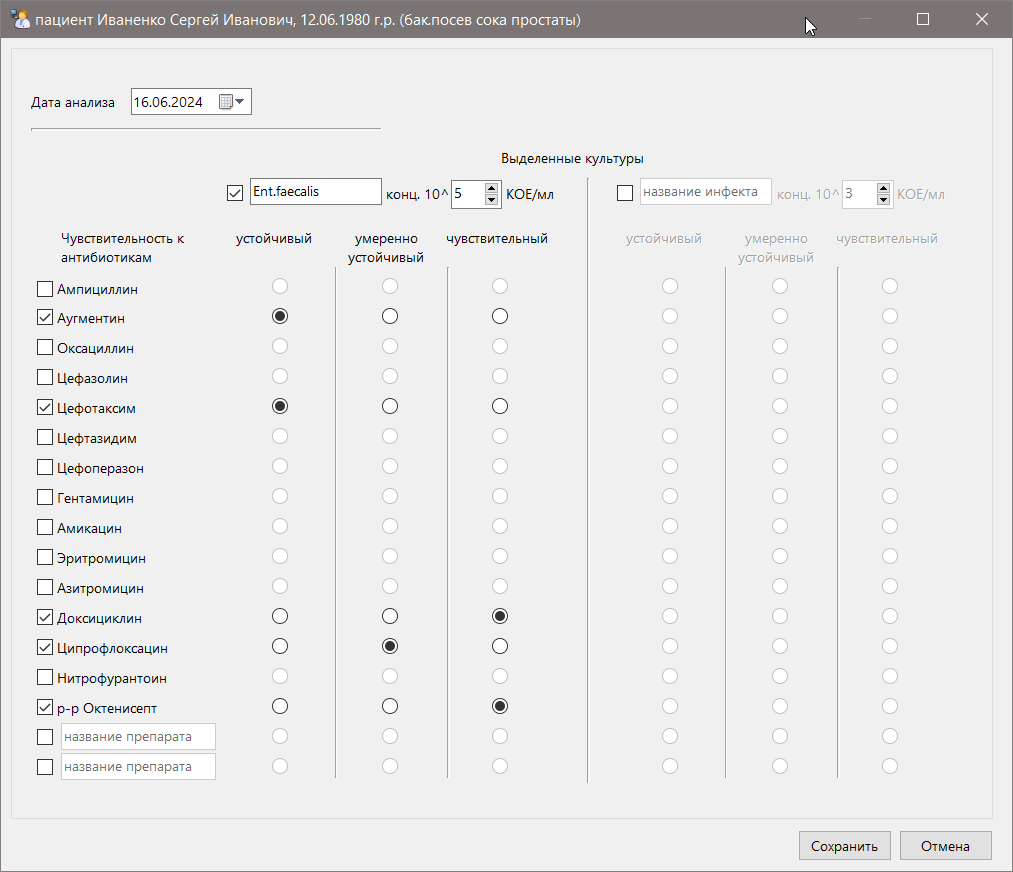 пациент Иваненко Сергей Иванович, 12.06.1980 г.р. (бак.посев сока простаты)
Дата анализа 16.06.2024
Выделенные культуры
Ent.faecalis конц. 10^ 5 КОЕ/мл название инфекта конц. 10^ 3 КОЕ/мл
Чувствительность к устойчивый умеренно чувствительный устойчивый умеренно чувствительный
антибиотикам устойчивый устойчивый
Ампициллин
Аугментин
Оксациллин
Цефазолин
Цефотаксим
Цефтазидим
Цефоперазон
Гентамицин
Амикацин
Эритромицин
Азитромицин
Доксициклин
Ципрофлоксацин
Нитрофурантоин
р-р Октенисепт
название препарата
название препарата
Сохранить Отмена